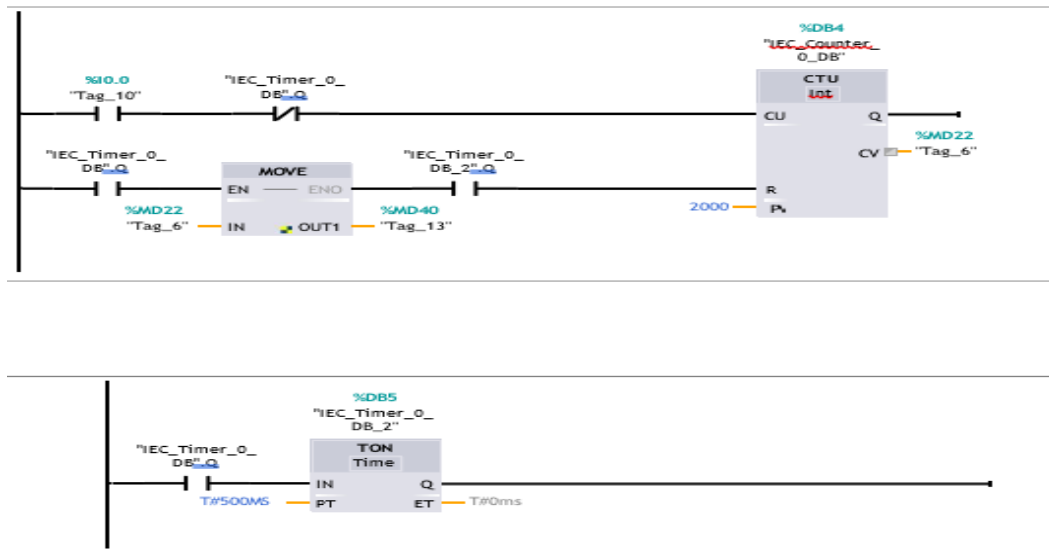 %DB4
"IEC_Counter_
0_DB"
%I0.0
"Tag_10"
"IEC_Timer_0_
DB".Q
CTU
Int
CU
Q
%MD22
CV
"Tag_6"
"IEC_Timer_0_
DB".Q
MOVE
EN
ENO
"IEC_Timer_0_
DB_2".Q
R
2000
%MD22
"Tag_6"
IN
OUT1
%MD40
"Tag_13"
%DB5
"IEC_Timer_0_
DB_2"
"IEC_Timer_0_
DB".Q
TON
Time
IN
Q
T#500MS
PT
ET
T#0ms